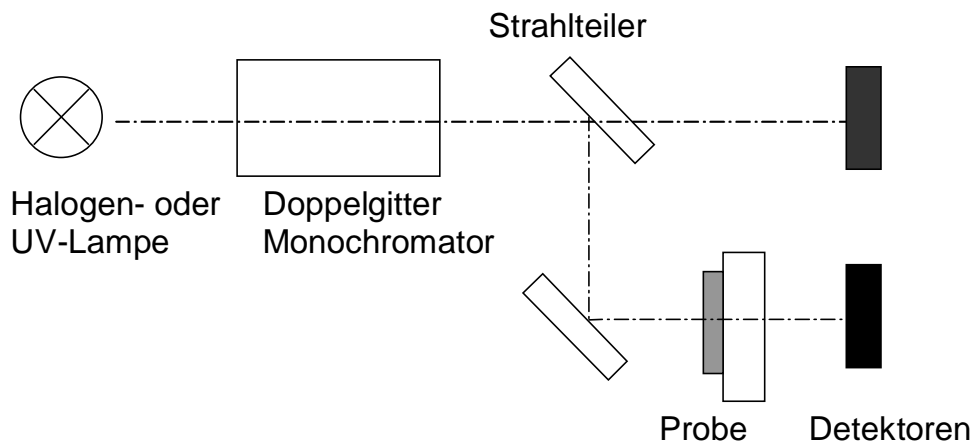 Strahlteiler
Halogen- oder
UV-Lampe
Doppelgitter
Monochromator
Probe
Detektoren